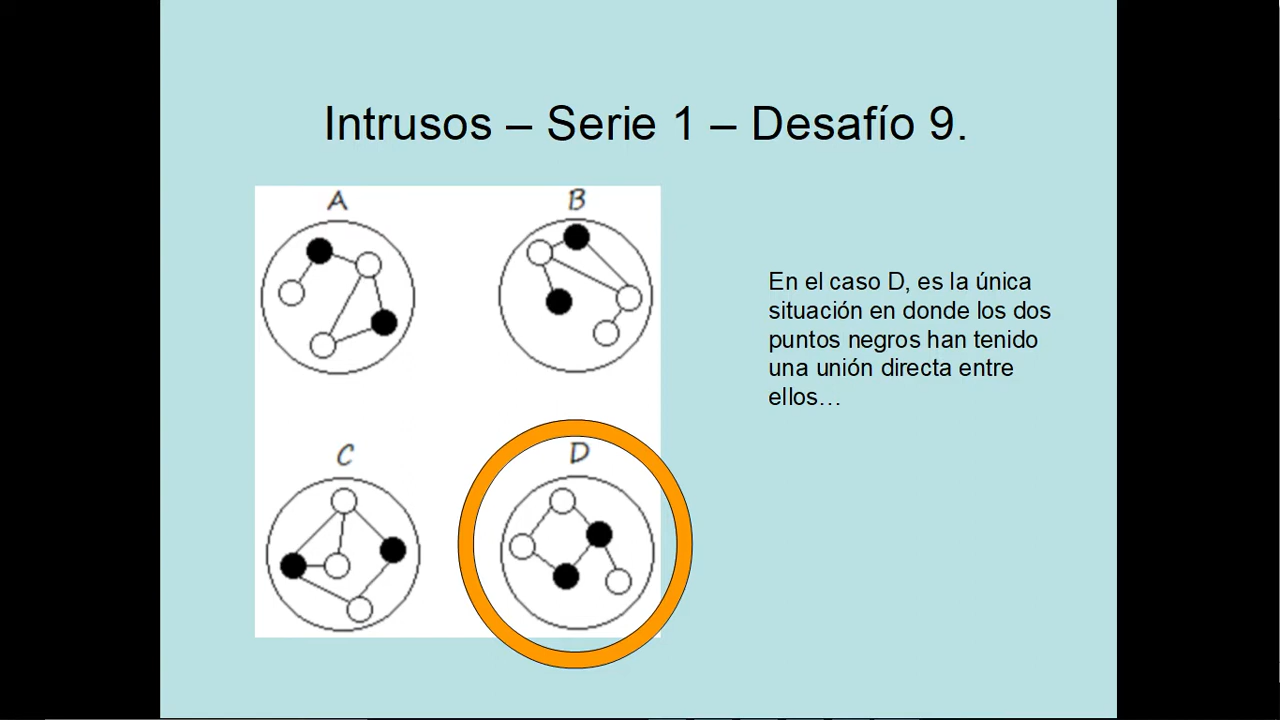 Intrusos – Serie 1 – Desafío 9.
A
B
En el caso D, es la única
situación en donde los dos
puntos negros han tenido
una unión directa entre
ellos…
C
D